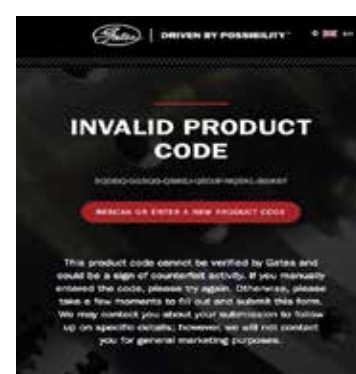 Gates | DRIVEN BY POSSIBILITY™ EN
INVALID PRODUCT
CODE
RESCAN OR ENTER A NEW PRODUCT CODE
This product code cannot be verified by Gates and
could be a sign of counterfeit activity. If you manually
entered the code, please try again. Otherwise, please
take a few moments to fill out and submit this form.
We may contact you about your submission to follow
up on specific details; however, we will not contact
you for general marketing purposes.